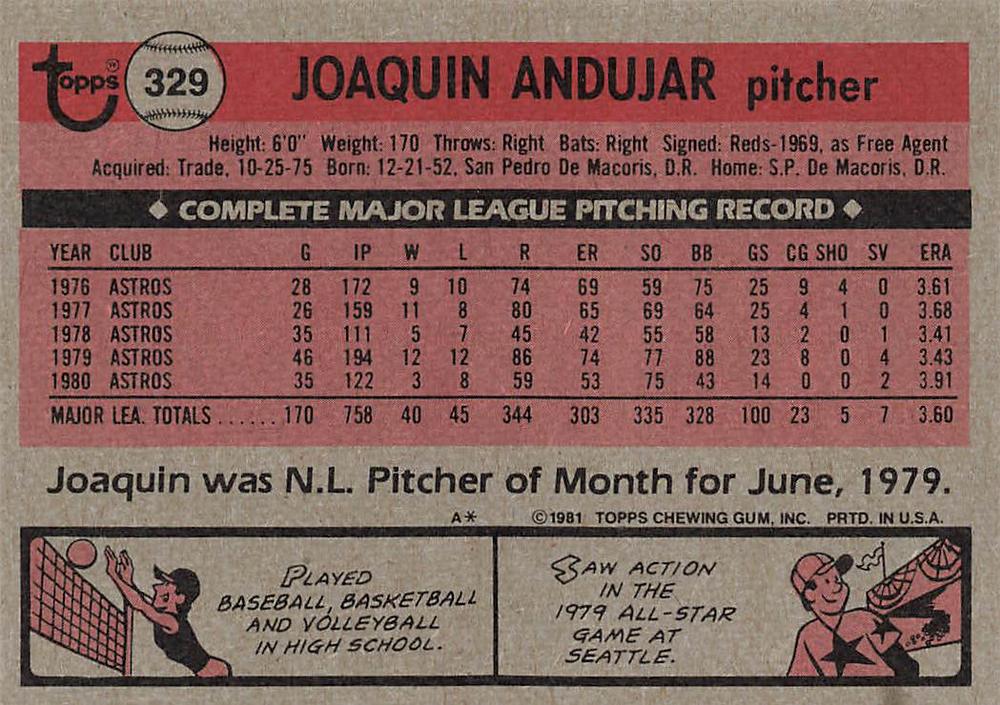 Topps® 329 JOAQUIN ANDUJAR pitcher
Height: 6'0" Weight: 170 Throws: Right Bats: Right Signed: Reds-1969, as Free Agent
Acquired: Trade, 10-25-75 Born: 12-21-52, San Pedro De Macoris, D.R. Home: S.P. De Macoris, D.R.
◆ COMPLETE MAJOR LEAGUE PITCHING RECORD ◆
YEAR CLUB G IP W L R ER SO BB GS CG SHO SV ERA
1976 ASTROS 28 172 9 10 74 69 59 75 25 9 4 0 3.61
1977 ASTROS 26 159 11 8 80 65 69 64 25 4 1 0 3.68
1978 ASTROS 35 111 5 7 45 42 55 58 13 2 0 1 3.41
1979 ASTROS 46 194 12 12 86 74 77 88 23 8 0 4 3.43
1980 ASTROS 35 122 3 8 59 53 75 43 14 0 0 2 3.91
MAJOR LEA. TOTALS ...... 170 758 40 45 344 303 335 328 100 23 5 7 3.60
Joaquin was N.L. Pitcher of Month for June, 1979.
A* ©1981 TOPPS CHEWING GUM, INC. PRTD. IN U.S.A.
PLAYED
BASEBALL, BASKETBALL
AND VOLLEYBALL
IN HIGH SCHOOL.
SAW ACTION
IN THE
1979 ALL-STAR
GAME AT
SEATTLE.